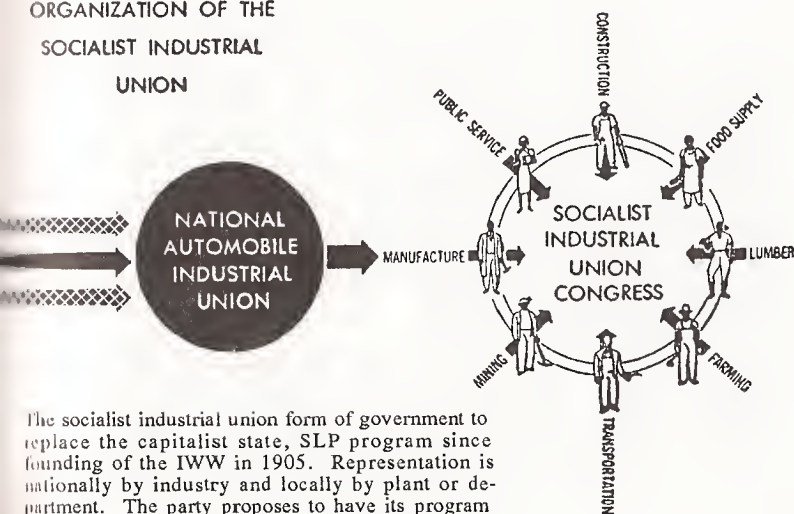 ORGANIZATION OF THE
SOCIALIST INDUSTRIAL
UNION
NATIONAL
AUTOMOBILE
INDUSTRIAL
UNION
CONSTRUCTION
PUBLIC SERVICE
FOOD SUPPLY
MANUFACTURE
LUMBER
MINING
FARMING
TRANSPORTATION
SOCIALIST
INDUSTRIAL
UNION
CONGRESS
The socialist industrial union form of government to
replace the capitalist state, SLP program since
founding of the IWW in 1905. Representation is
nationally by industry and locally by plant or de-
partment. The party proposes to have its program